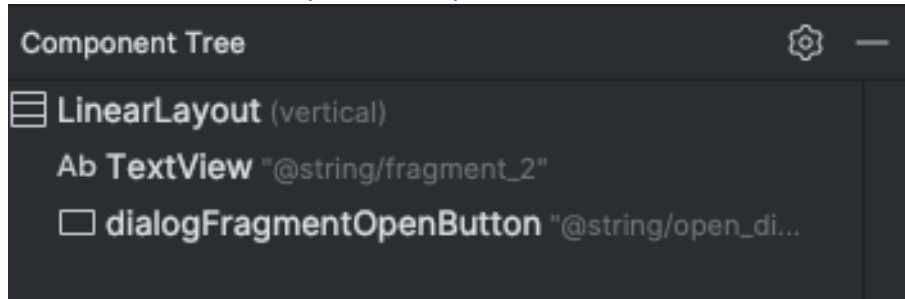 Component Tree
LinearLayout (vertical)
Ab TextView "@string/fragment_2"
dialogFragmentOpenButton "@string/open_di...